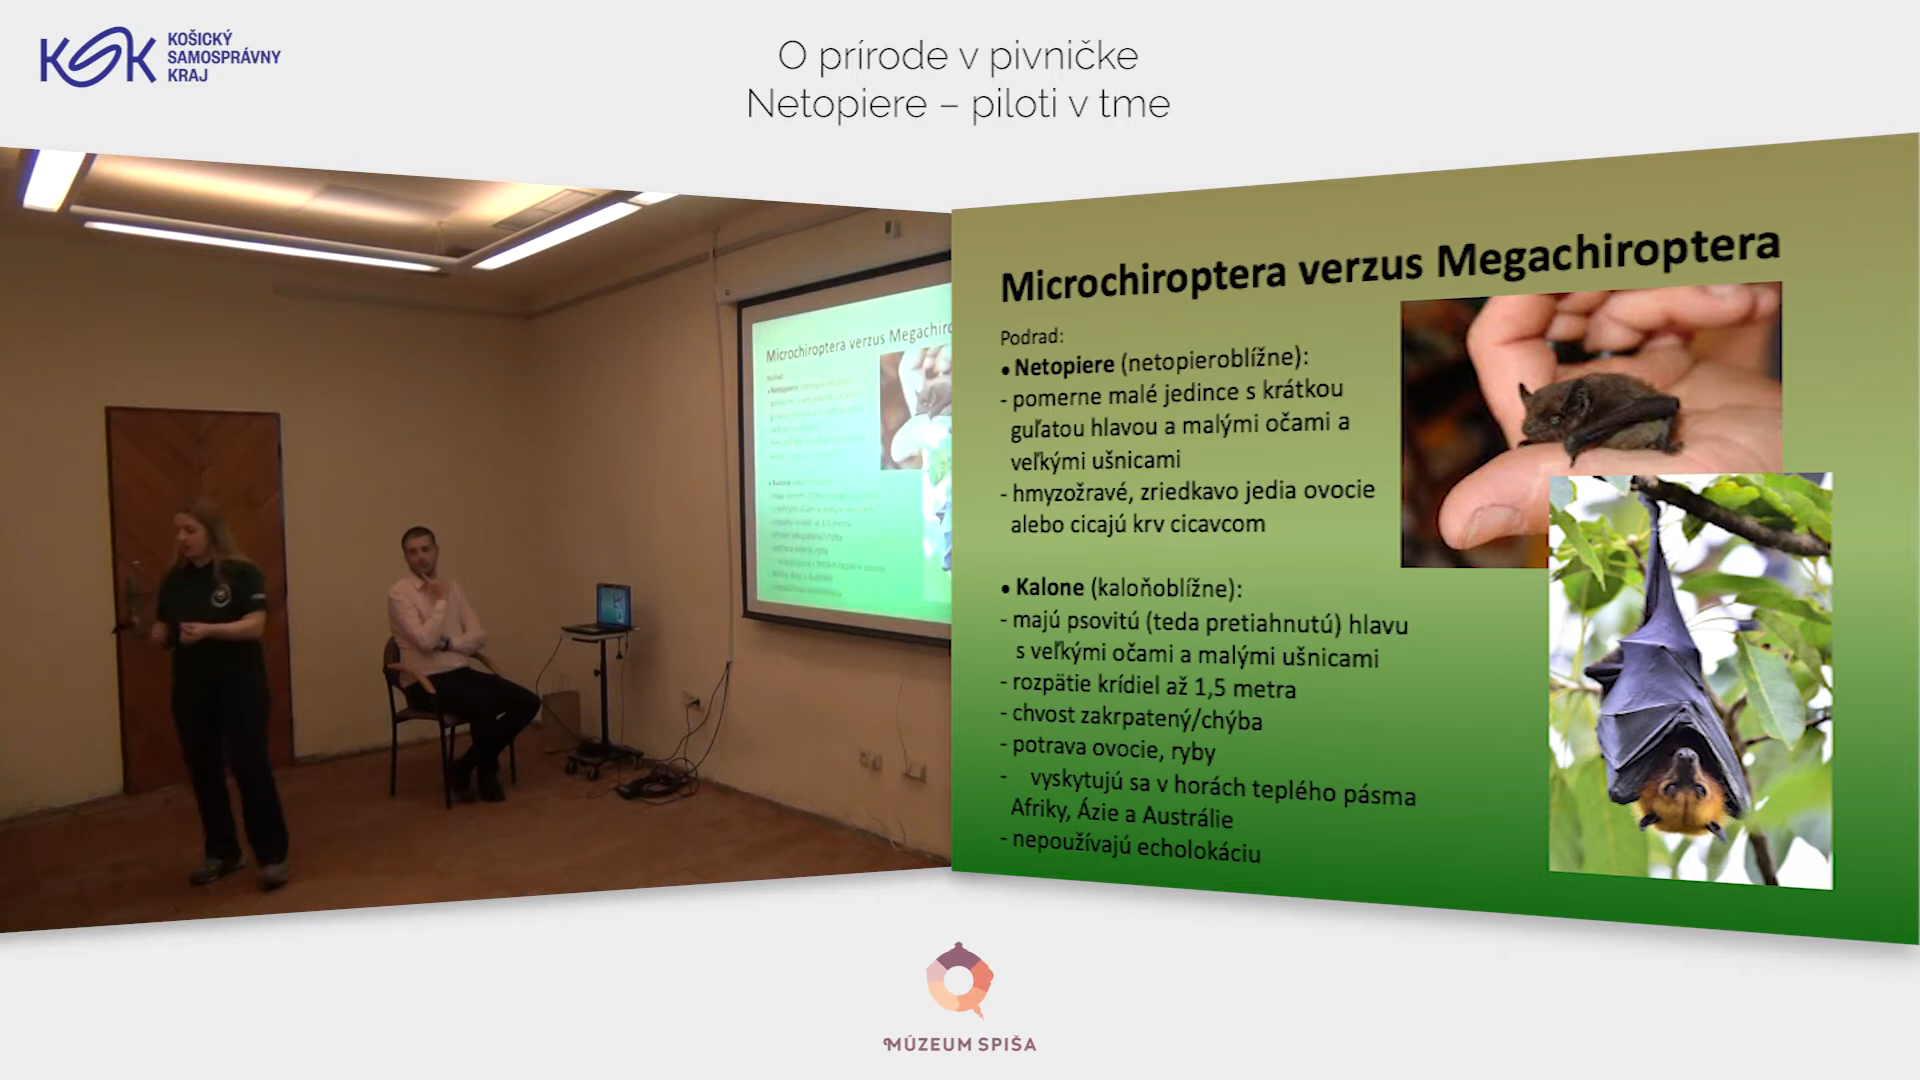 KSK KOŠICKÝ
SAMOSPRÁVNY
KRAJ
O prírode v pivničke
Netopiere – piloti v tme
Microchiroptera verzus Megachiro
Microchiroptera verzus Megachiroptera
Podrad:
• Netopiere (netopieroblížne):
- pomerne malé jedince s krátkou
guľatou hlavou a malými očami a
veľkými ušnicami
- hmyzožravé, zriedkavo jedia ovocie
alebo cicajú krv cicavcom
• Kalone (kaloňoblížne):
- majú psovitú (teda pretiahnutú) hlavu
s veľkými očami a malými ušnicami
- rozpätie krídiel až 1,5 metra
- chvost zakrpatený/chýba
- potrava ovocie, ryby
- vyskytujú sa v horách teplého pásma
Afriky, Ázie a Austrálie
- nepoužívajú echolokáciu
MÚZEUM SPIŠA